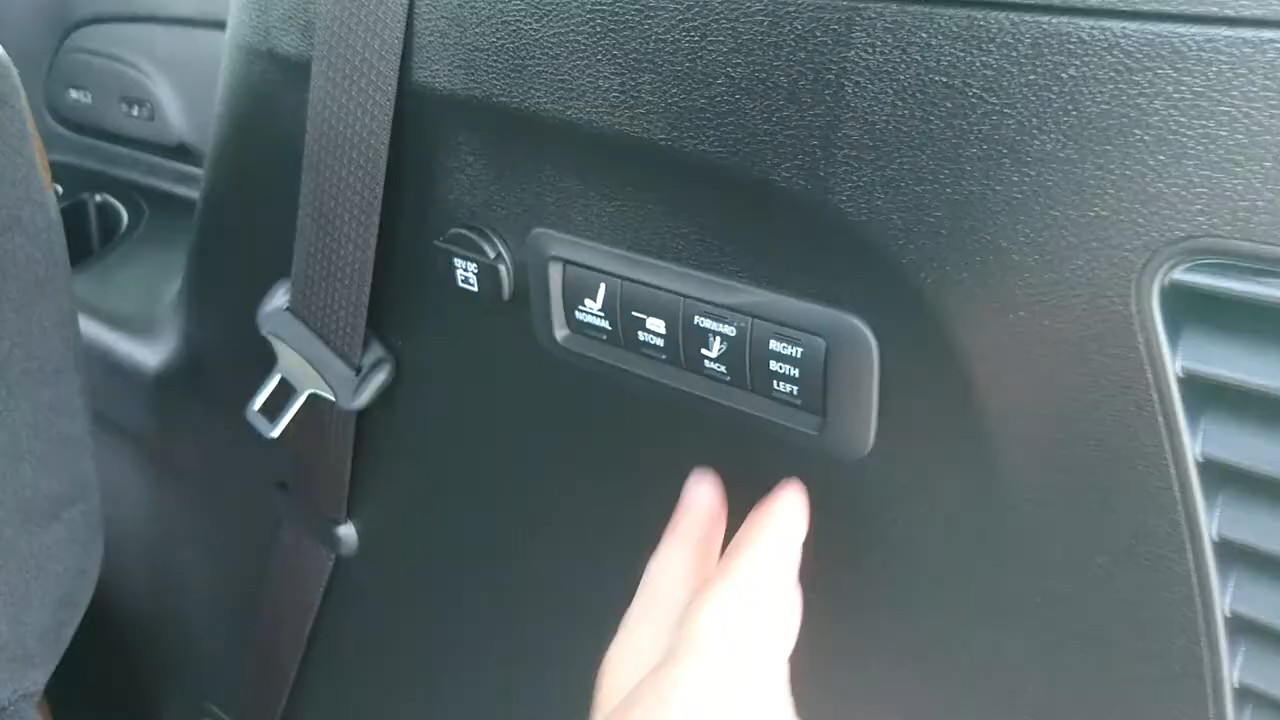 12V DC
NORMAL
STOW
FORWARD
BACK
RIGHT
BOTH
LEFT